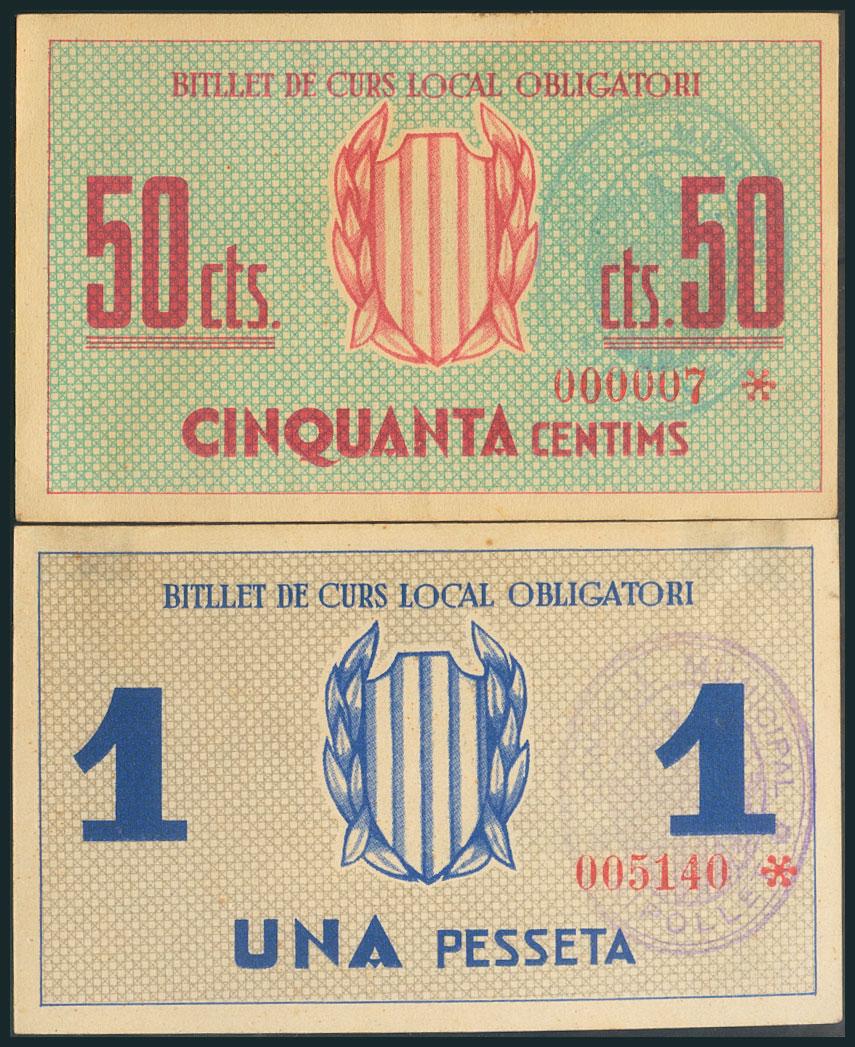 BITLLET DE CURS LOCAL OBLIGATORI
50 cts.
cts. 50
000007 *
CINQUANTA CENTIMS
BITLLET DE CURS LOCAL OBLIGATORI
1 1
MUNICIPAL
005140 *
UNA PESSETA